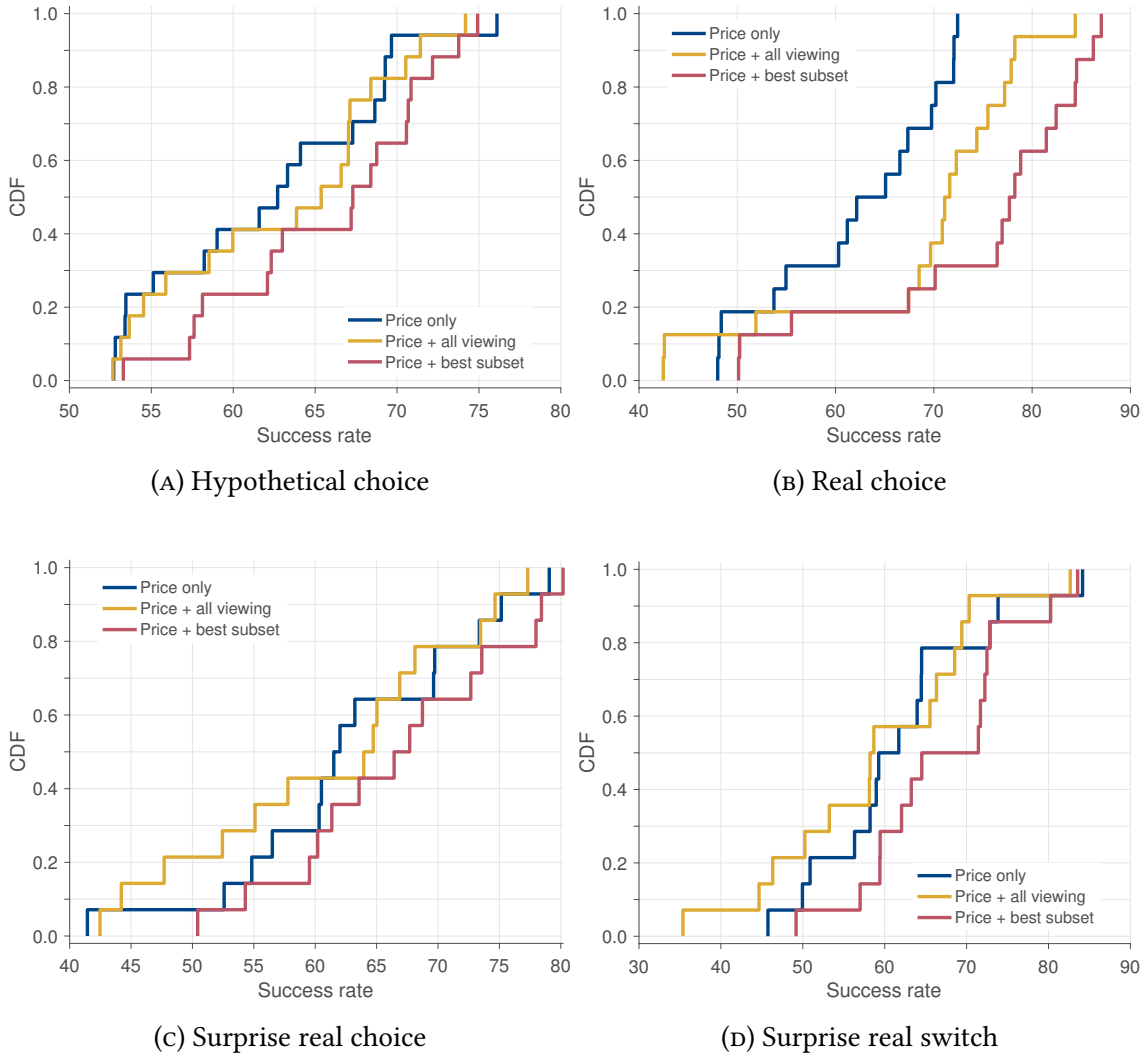 1.0
0.8
0.6
0.4
0.2
0.0
CDF
Price only
Price + all viewing
Price + best subset
50 55 60 65 70 75 80
Success rate
(A) Hypothetical choice
1.0
0.8
0.6
0.4
0.2
0.0
CDF
Price only
Price + all viewing
Price + best subset
40 50 60 70 80 90
Success rate
(B) Real choice
1.0
0.8
0.6
0.4
0.2
0.0
CDF
Price only
Price + all viewing
Price + best subset
40 45 50 55 60 65 70 75 80
Success rate
(C) Surprise real choice
1.0
0.8
0.6
0.4
0.2
0.0
CDF
Price only
Price + all viewing
Price + best subset
30 40 50 60 70 80 90
Success rate
(D) Surprise real switch